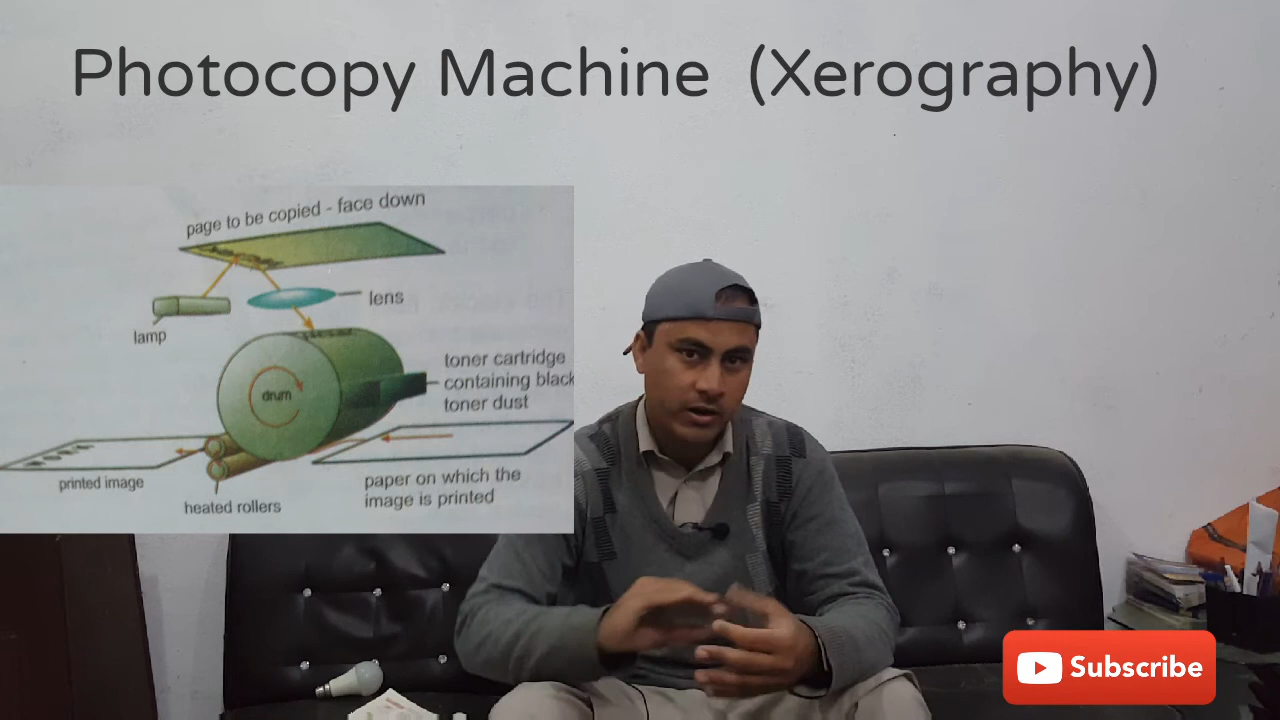 Photocopy Machine (Xerography)
page to be copied - face down
lens
lamp
toner cartridge
containing black
toner dust
drum
paper on which the
image is printed
printed image
heated rollers
Subscribe